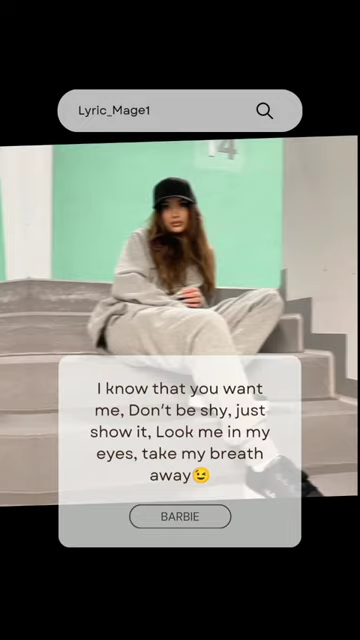 Lyric_Mage1
14
I know that you want
me, Don't be shy, just
show it, Look me in my
eyes, take my breath
away😉
BARBIE